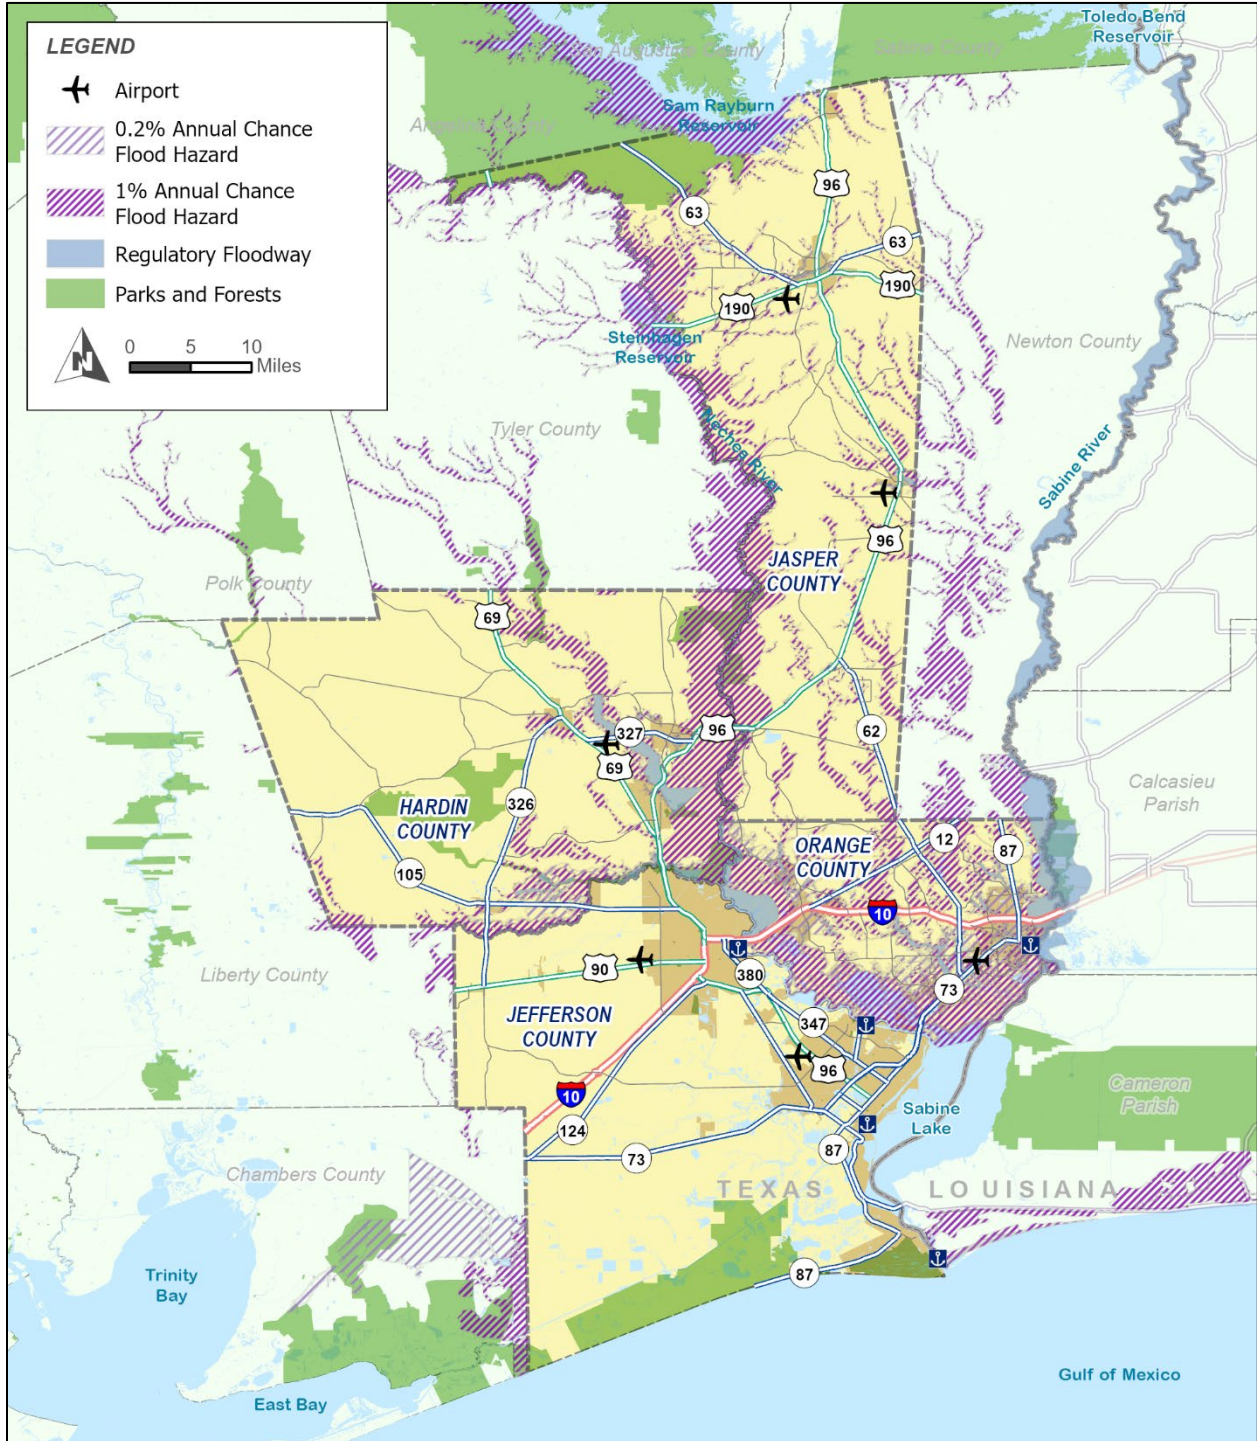 LEGEND
Airport
0.2% Annual Chance
Flood Hazard
1% Annual Chance
Flood Hazard
Regulatory Floodway
Parks and Forests
N
0 5 10
Miles
Toledo Bend
Reservoir
San Augustine County
Sabine County
Angelina County
Sam Rayburn
Reservoir
96
63
63
190
190
Steinhagen
Reservoir
Newton County
Tyler County
Neches River
Sabine River
96
JASPER
COUNTY
Polk County
69
327
96
62
69
326
HARDIN
COUNTY
Calcasieu
Parish
ORANGE
COUNTY
12
87
105
10
Liberty County
90
380
73
JEFFERSON
COUNTY
347
96
10
Cameron
Parish
Sabine
Lake
124
73
87
Chambers County
TEXAS
LOUISIANA
Trinity
Bay
87
Gulf of Mexico
East Bay